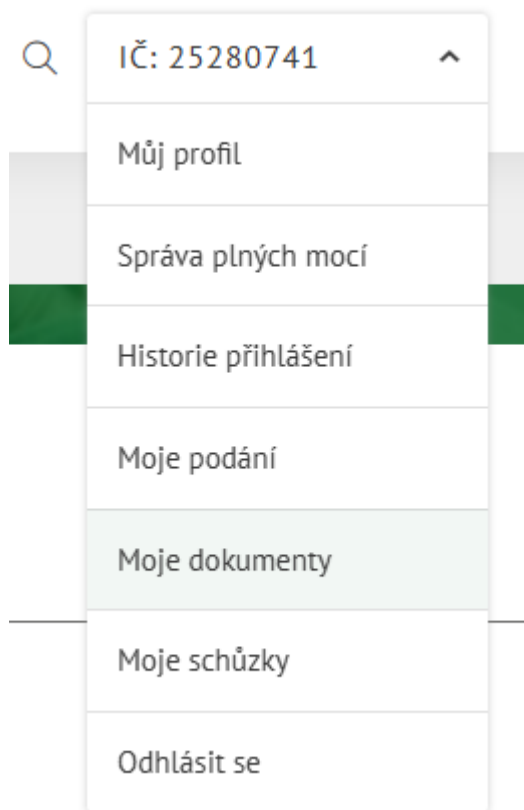 IČ: 25280741
Můj profil
Správa plných mocí
Historie přihlášení
Moje podání
Moje dokumenty
Moje schůzky
Odhlásit se